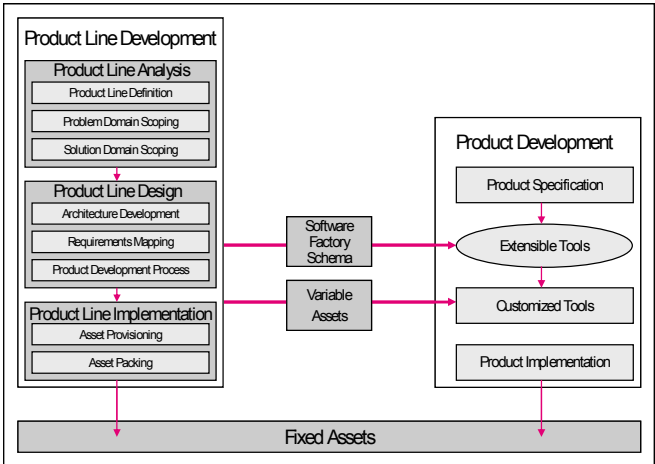 Product Line Development
Product Line Analysis
Product Line Definition
Problem Domain Scoping
Solution Domain Scoping
Product Line Design
Architecture Development
Requirements Mapping
Product Development Process
Product Line Implementation
Asset Provisioning
Asset Packing
Software
Factory
Schema
Variable
Assets
Product Development
Product Specification
Extensible Tools
Customized Tools
Product Implementation
Fixed Assets